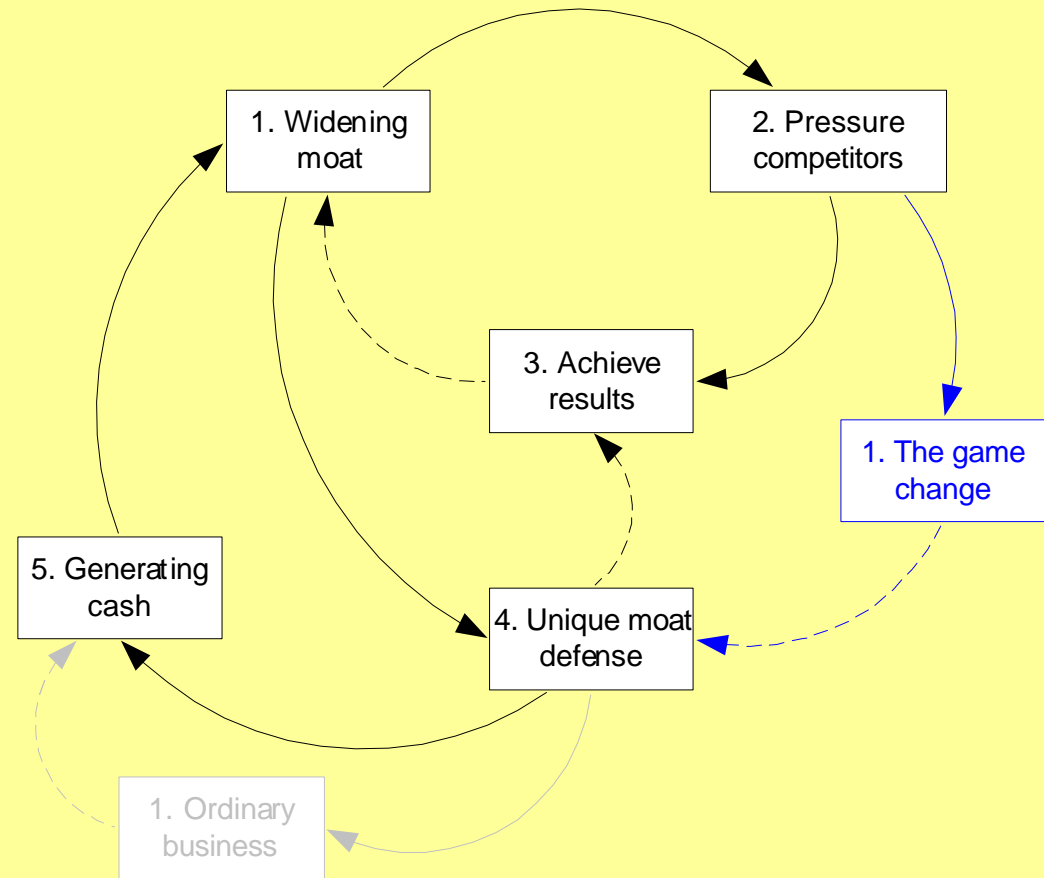 1. Widening
moat
2. Pressure
competitors
3. Achieve
results
1. The game
change
5. Generating
cash
4. Unique moat
defense
1. Ordinary
business